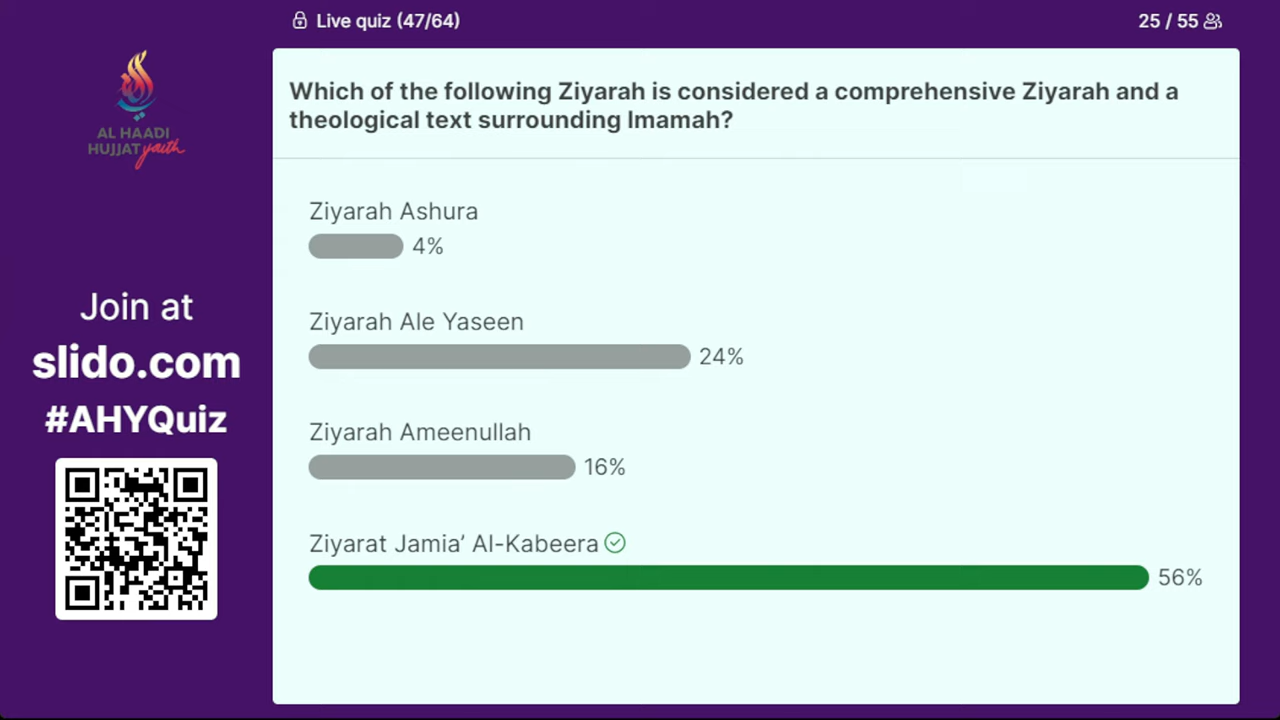 Live quiz (47/64)
25 / 55
AL HAADI
HUJJAT youth
Join at
slido.com
#AHYQuiz
Which of the following Ziyarah is considered a comprehensive Ziyarah and a
theological text surrounding Imamah?
Ziyarah Ashura
4%
Ziyarah Ale Yaseen
24%
Ziyarah Ameenullah
16%
Ziyarat Jamia’ Al-Kabeera
56%